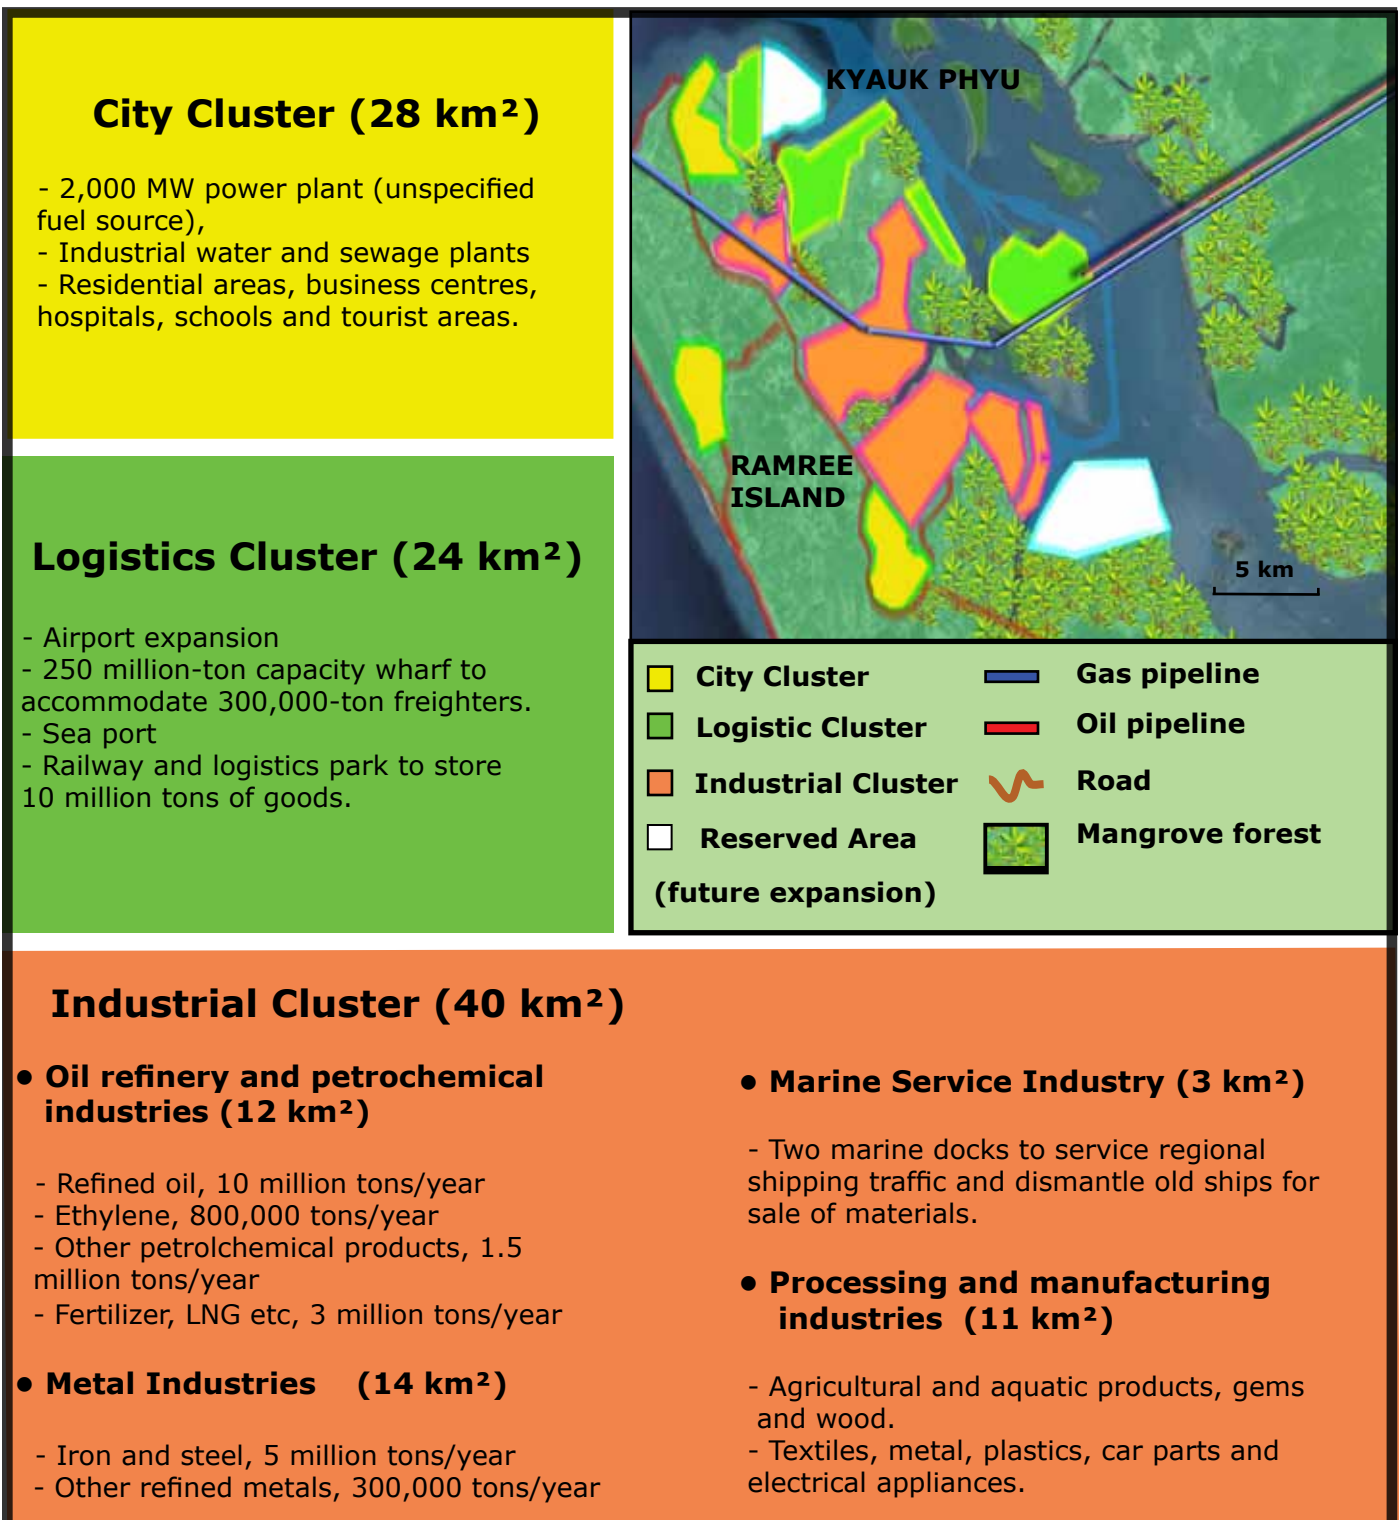 City Cluster (28 km²)
- 2,000 MW power plant (unspecified
fuel source),
- Industrial water and sewage plants
- Residential areas, business centres,
hospitals, schools and tourist areas.
Logistics Cluster (24 km²)
- Airport expansion
- 250 million-ton capacity wharf to
accommodate 300,000-ton freighters.
- Sea port
- Railway and logistics park to store
10 million tons of goods.
KYAUK PHYU
RAMREE
ISLAND
5 km
City Cluster
Logistic Cluster
Industrial Cluster
Reserved Area
(future expansion)
Gas pipeline
Oil pipeline
Road
Mangrove forest
Industrial Cluster (40 km²)
• Oil refinery and petrochemical
industries (12 km²)
- Refined oil, 10 million tons/year
- Ethylene, 800,000 tons/year
- Other petrolchemical products, 1.5
million tons/year
- Fertilizer, LNG etc, 3 million tons/year
• Metal Industries (14 km²)
- Iron and steel, 5 million tons/year
- Other refined metals, 300,000 tons/year
• Marine Service Industry (3 km²)
- Two marine docks to service regional
shipping traffic and dismantle old ships for
sale of materials.
• Processing and manufacturing
industries (11 km²)
- Agricultural and aquatic products, gems
and wood.
- Textiles, metal, plastics, car parts and
electrical appliances.